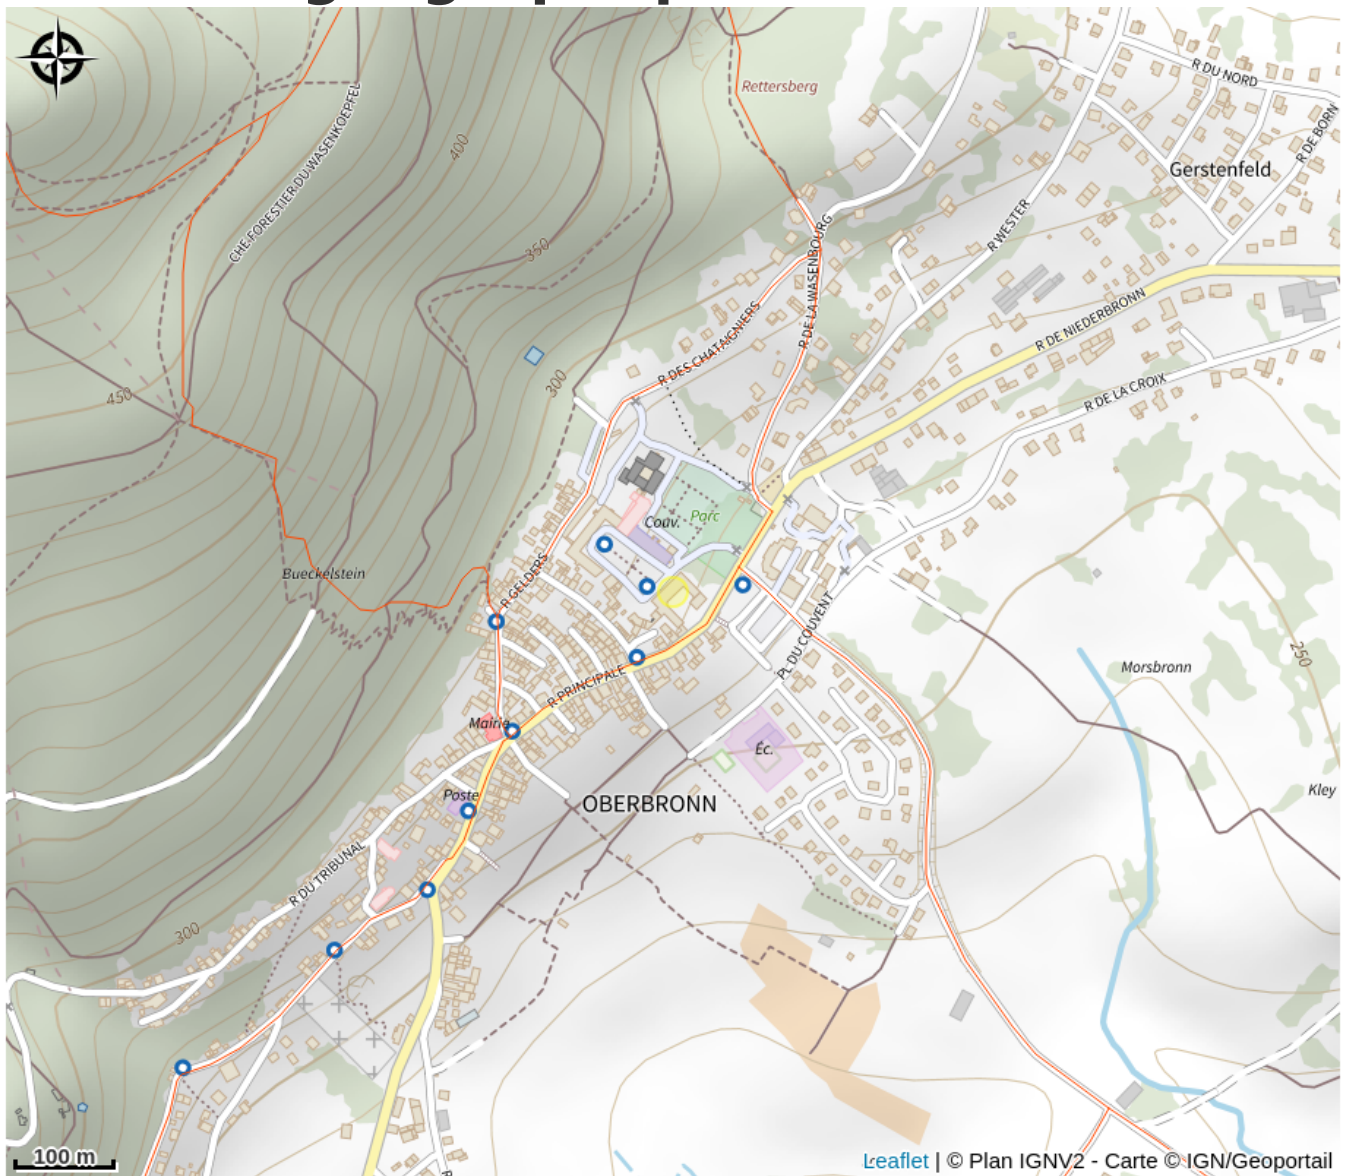 R DU NORD
Rettersberg
R DE BORN
CHE FORESTIER DU WASENKOEPFEL
400
Gerstenfeld
R WESTER
R DE LA WASENBOURG
350
R DES CHATAIGNIERS
R DE NIEDERBRONN
300
R DE LA CROIX
450
Parc
Couv.
Bueckelstein
R GELDERS
PL DU COUVENT
250
Morsbronn
R PRINCIPALE
Mairie
Éc.
Poste
OBERBRONN
Kley
R DU TRIBUNAL
300
100 m
Leaflet | © Plan IGNV2 - Carte © IGN/Geoportail